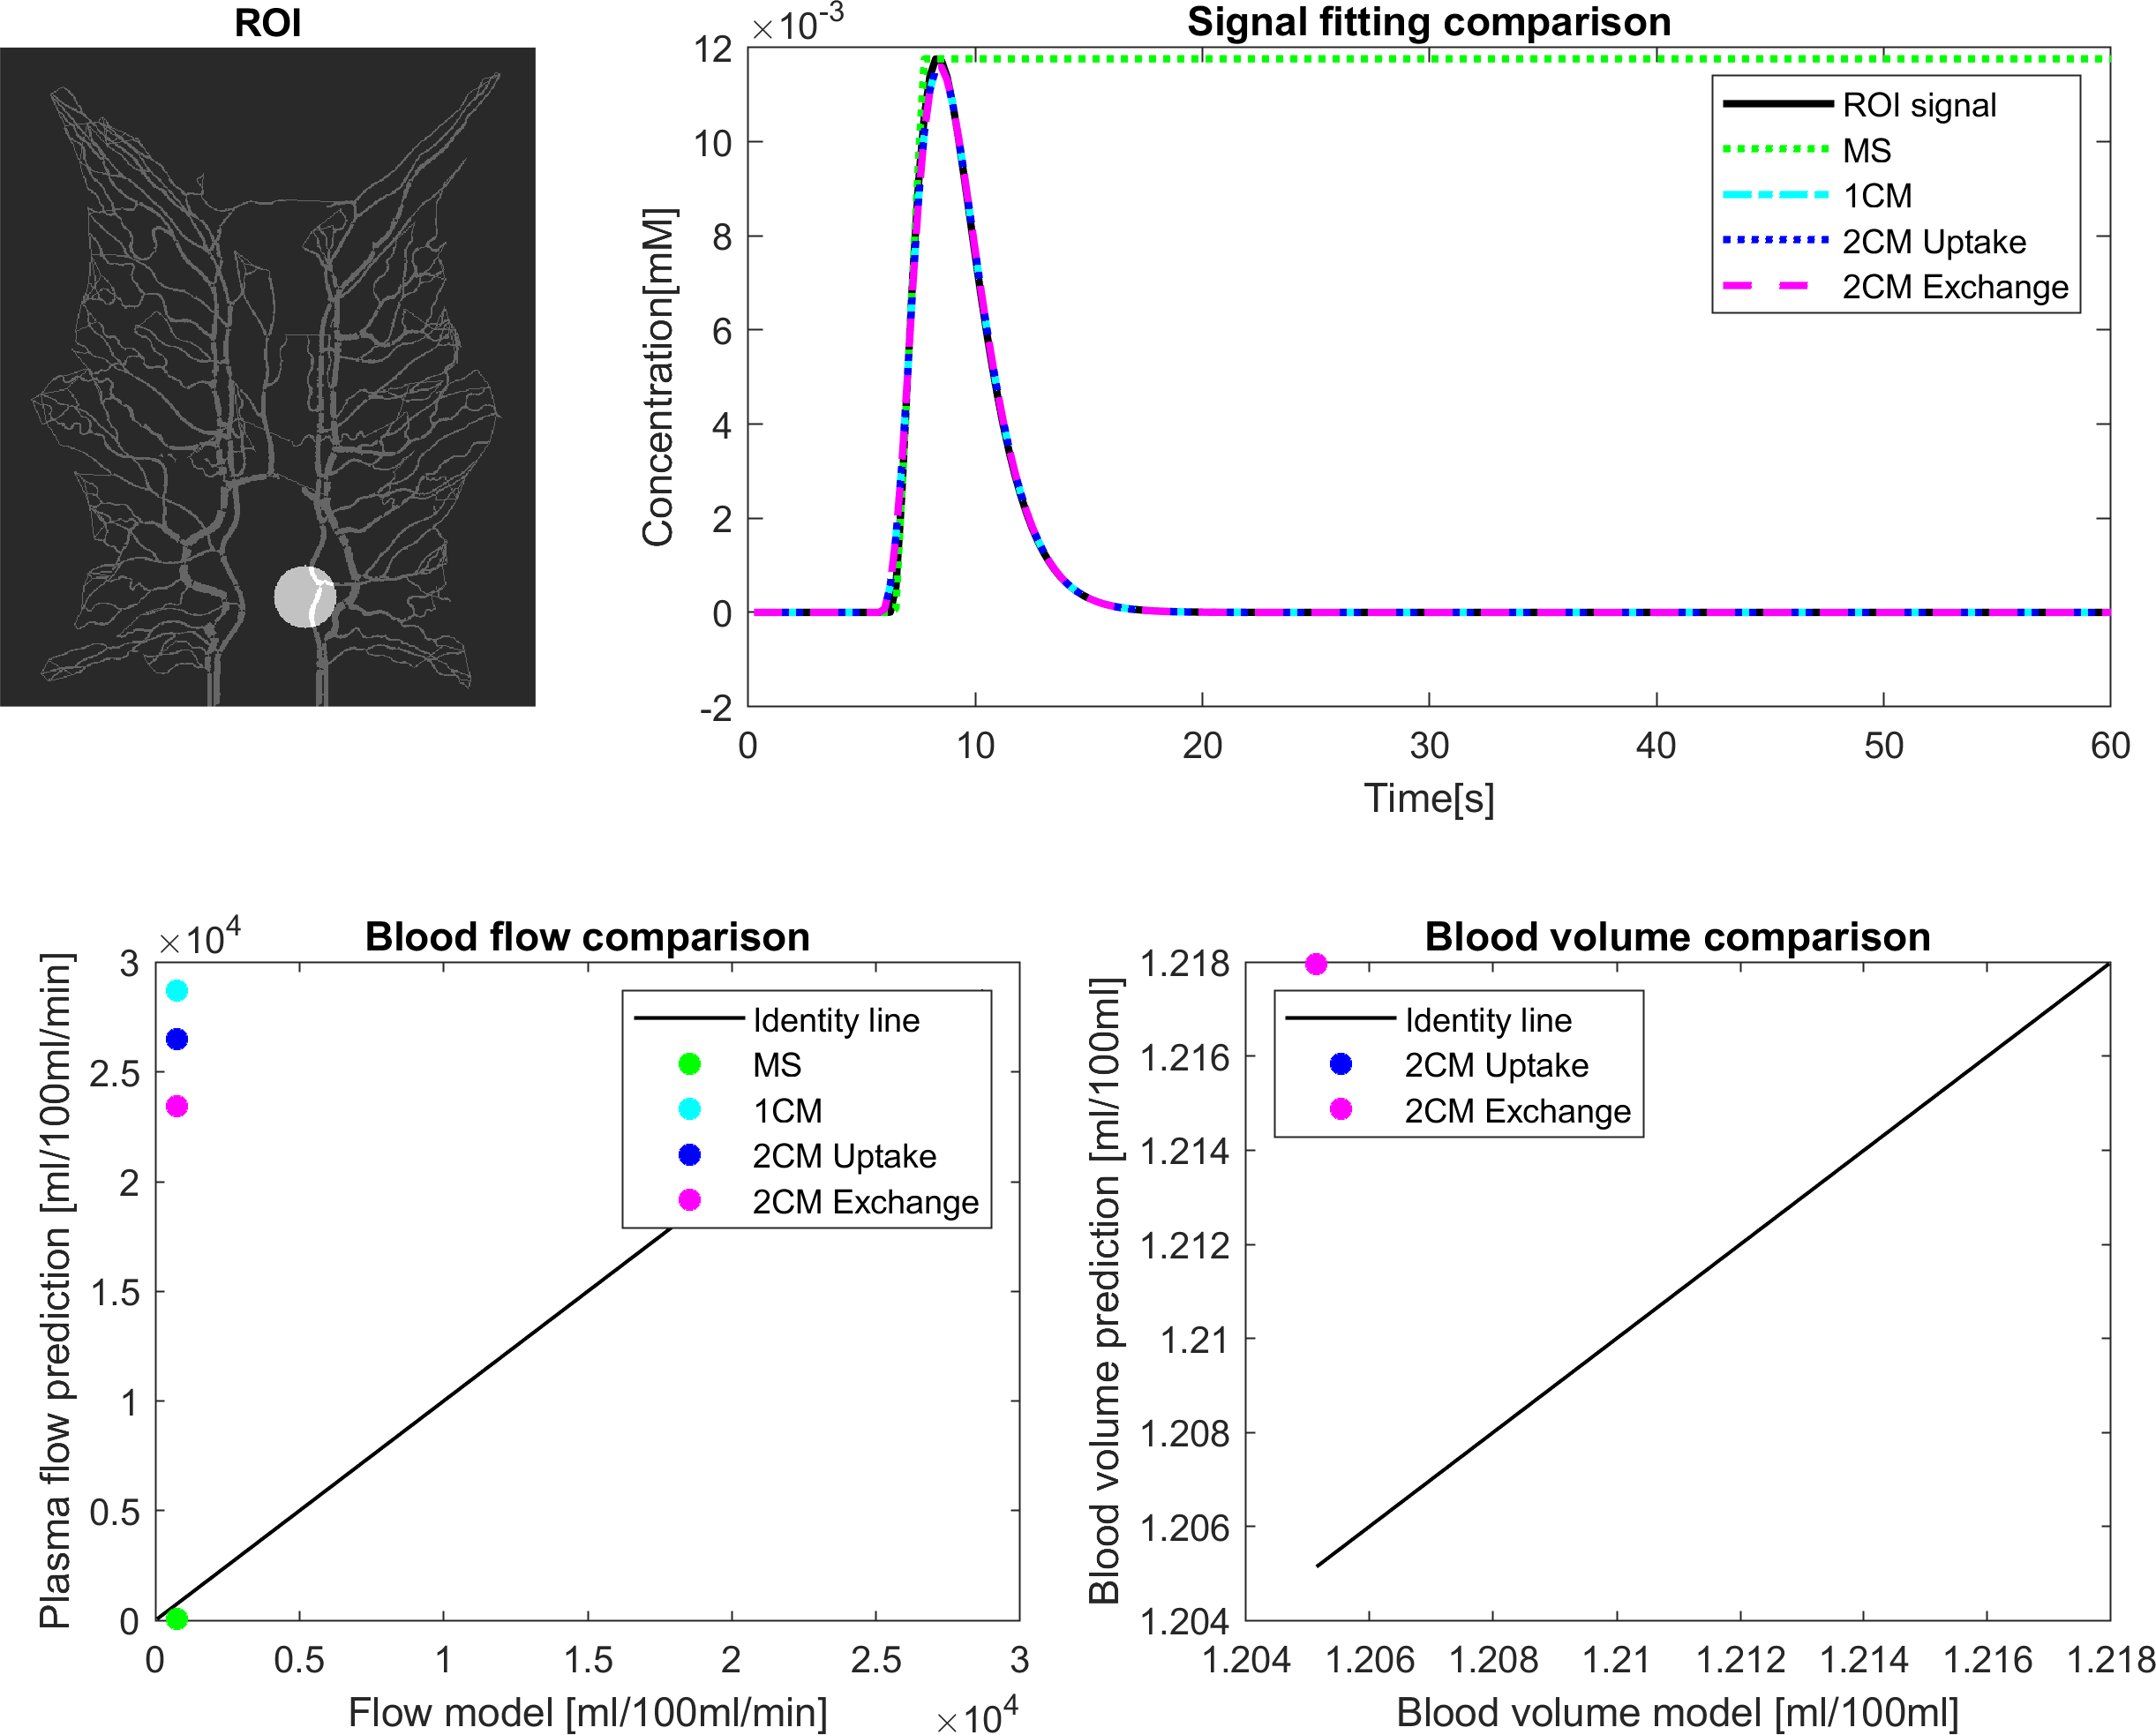 ROI
Signal fitting comparison
×10-3
12
10
8
6
4
2
0
-2
Concentration[mM]
0 10 20 30 40 50 60
Time[s]
ROI signal
MS
1CM
2CM Uptake
2CM Exchange
Blood flow comparison
×104
3
2.5
2
1.5
1
0.5
0
Plasma flow prediction [ml/100ml/min]
Identity line
MS
1CM
2CM Uptake
2CM Exchange
0 0.5 1 1.5 2 2.5 3
Flow model [ml/100ml/min]
×104
Blood volume comparison
1.218
1.216
1.214
1.212
1.21
1.208
1.206
1.204
Blood volume prediction [ml/100ml]
Identity line
2CM Uptake
2CM Exchange
1.204 1.206 1.208 1.21 1.212 1.214 1.216 1.218
Blood volume model [ml/100ml]